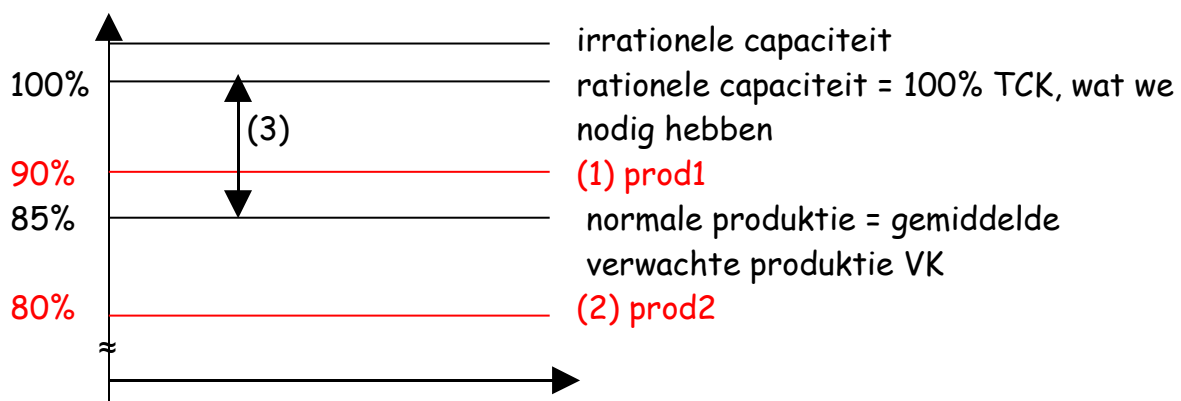 irrationele capaciteit
100% rationele capaciteit = 100% TCK, wat we
nodig hebben
(3)
90% (1) prod1
85% normale produktie = gemiddelde
verwachte produktie VK
80% (2) prod2
≈